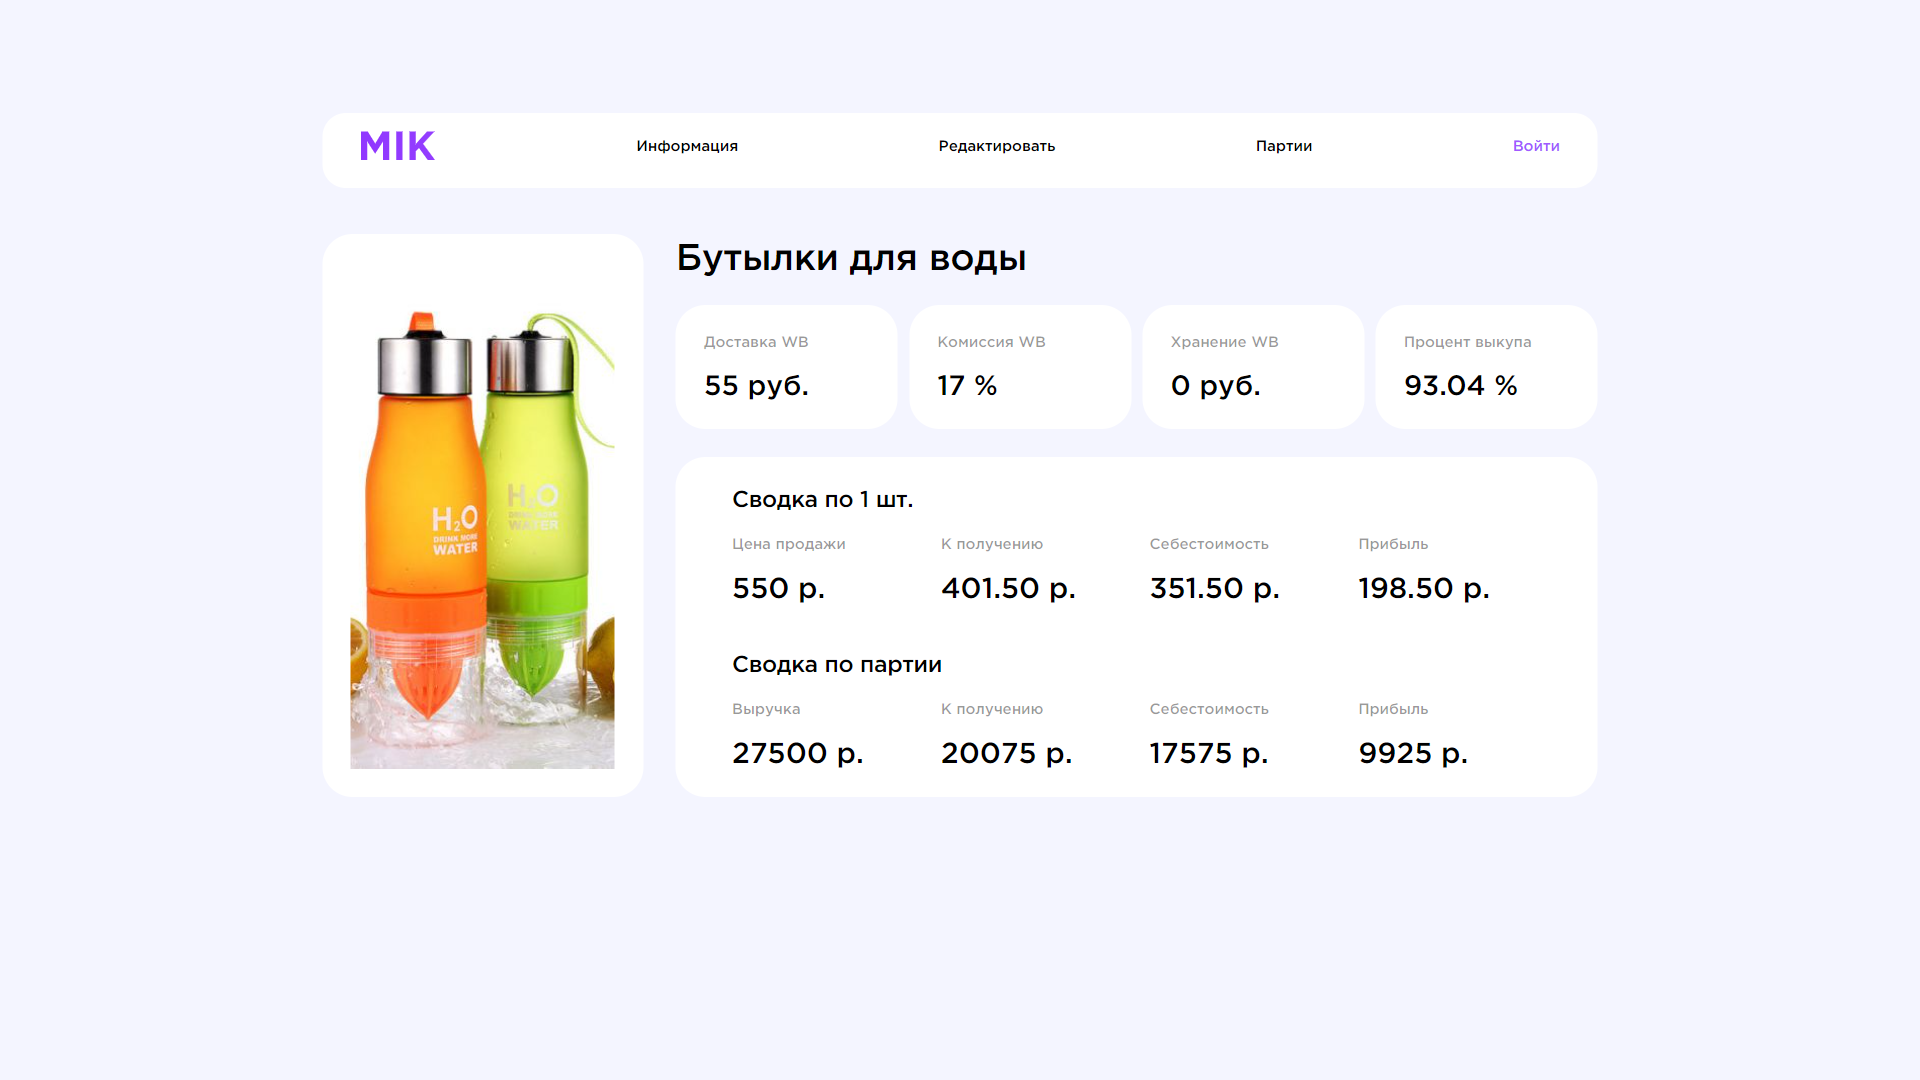 MIK
Информация
Редактировать
Партии
Войти
Бутылки для воды
Доставка WB
55 руб.
Комиссия WB
17 %
Хранение WB
0 руб.
Процент выкупа
93.04 %
H2O
DRINK MORE
WATER
H2O
DRINK MORE
WATER
Сводка по 1 шт.
Цена продажи
550 р.
К получению
401.50 р.
Себестоимость
351.50 р.
Прибыль
198.50 р.
Сводка по партии
Выручка
27500 р.
К получению
20075 р.
Себестоимость
17575 р.
Прибыль
9925 р.